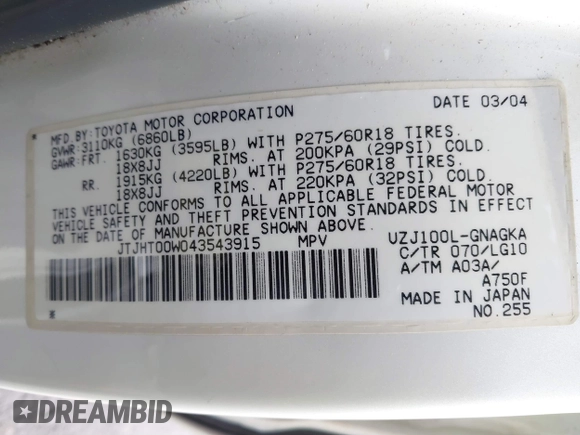 MFD.BY:TOYOTA MOTOR CORPORATION DATE 03/04
GVWR:3110KG (6860LB)
GAWR:FRT. 1630KG (3595LB) WITH P275/60R18 TIRES.
18X8JJ RIMS. AT 200KPA (29PSI) COLD.
RR. 1915KG (4220LB) WITH P275/60R18 TIRES.
18X8JJ RIMS. AT 220KPA (32PSI) COLD.
THIS VEHICLE CONFORMS TO ALL APPLICABLE FEDERAL MOTOR
VEHICLE SAFETY AND THEFT PREVENTION STANDARDS IN EFFECT
ON THE DATE OF MANUFACTURE SHOWN ABOVE.
JTJHT00W043543915 MPV UZJ100L-GNAGKA
C/TR 070/LG10
A/TM A03A/
A750F
MADE IN JAPAN
NO.255
DREAMBID